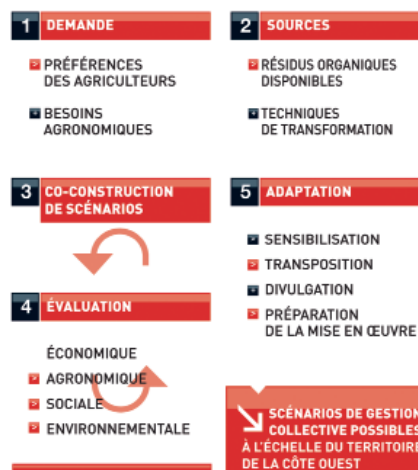 1 DEMANDE
PRÉFÉRENCES
DES AGRICULTEURS
BESOINS
AGRONOMIQUES
2 SOURCES
RÉSIDUS ORGANIQUES
DISPONIBLES
TECHNIQUES
DE TRANSFORMATION
3 CO-CONSTRUCTION
DE SCÉNARIOS
4 ÉVALUATION
ÉCONOMIQUE
AGRONOMIQUE
SOCIALE
ENVIRONNEMENTALE
5 ADAPTATION
SENSIBILISATION
TRANSPOSITION
DIVULGATION
PRÉPARATION
DE LA MISE EN ŒUVRE
SCÉNARIOS DE GESTION
COLLECTIVE POSSIBLES
À L'ÉCHELLE DU TERRITOIRE
DE LA CÔTE OUEST